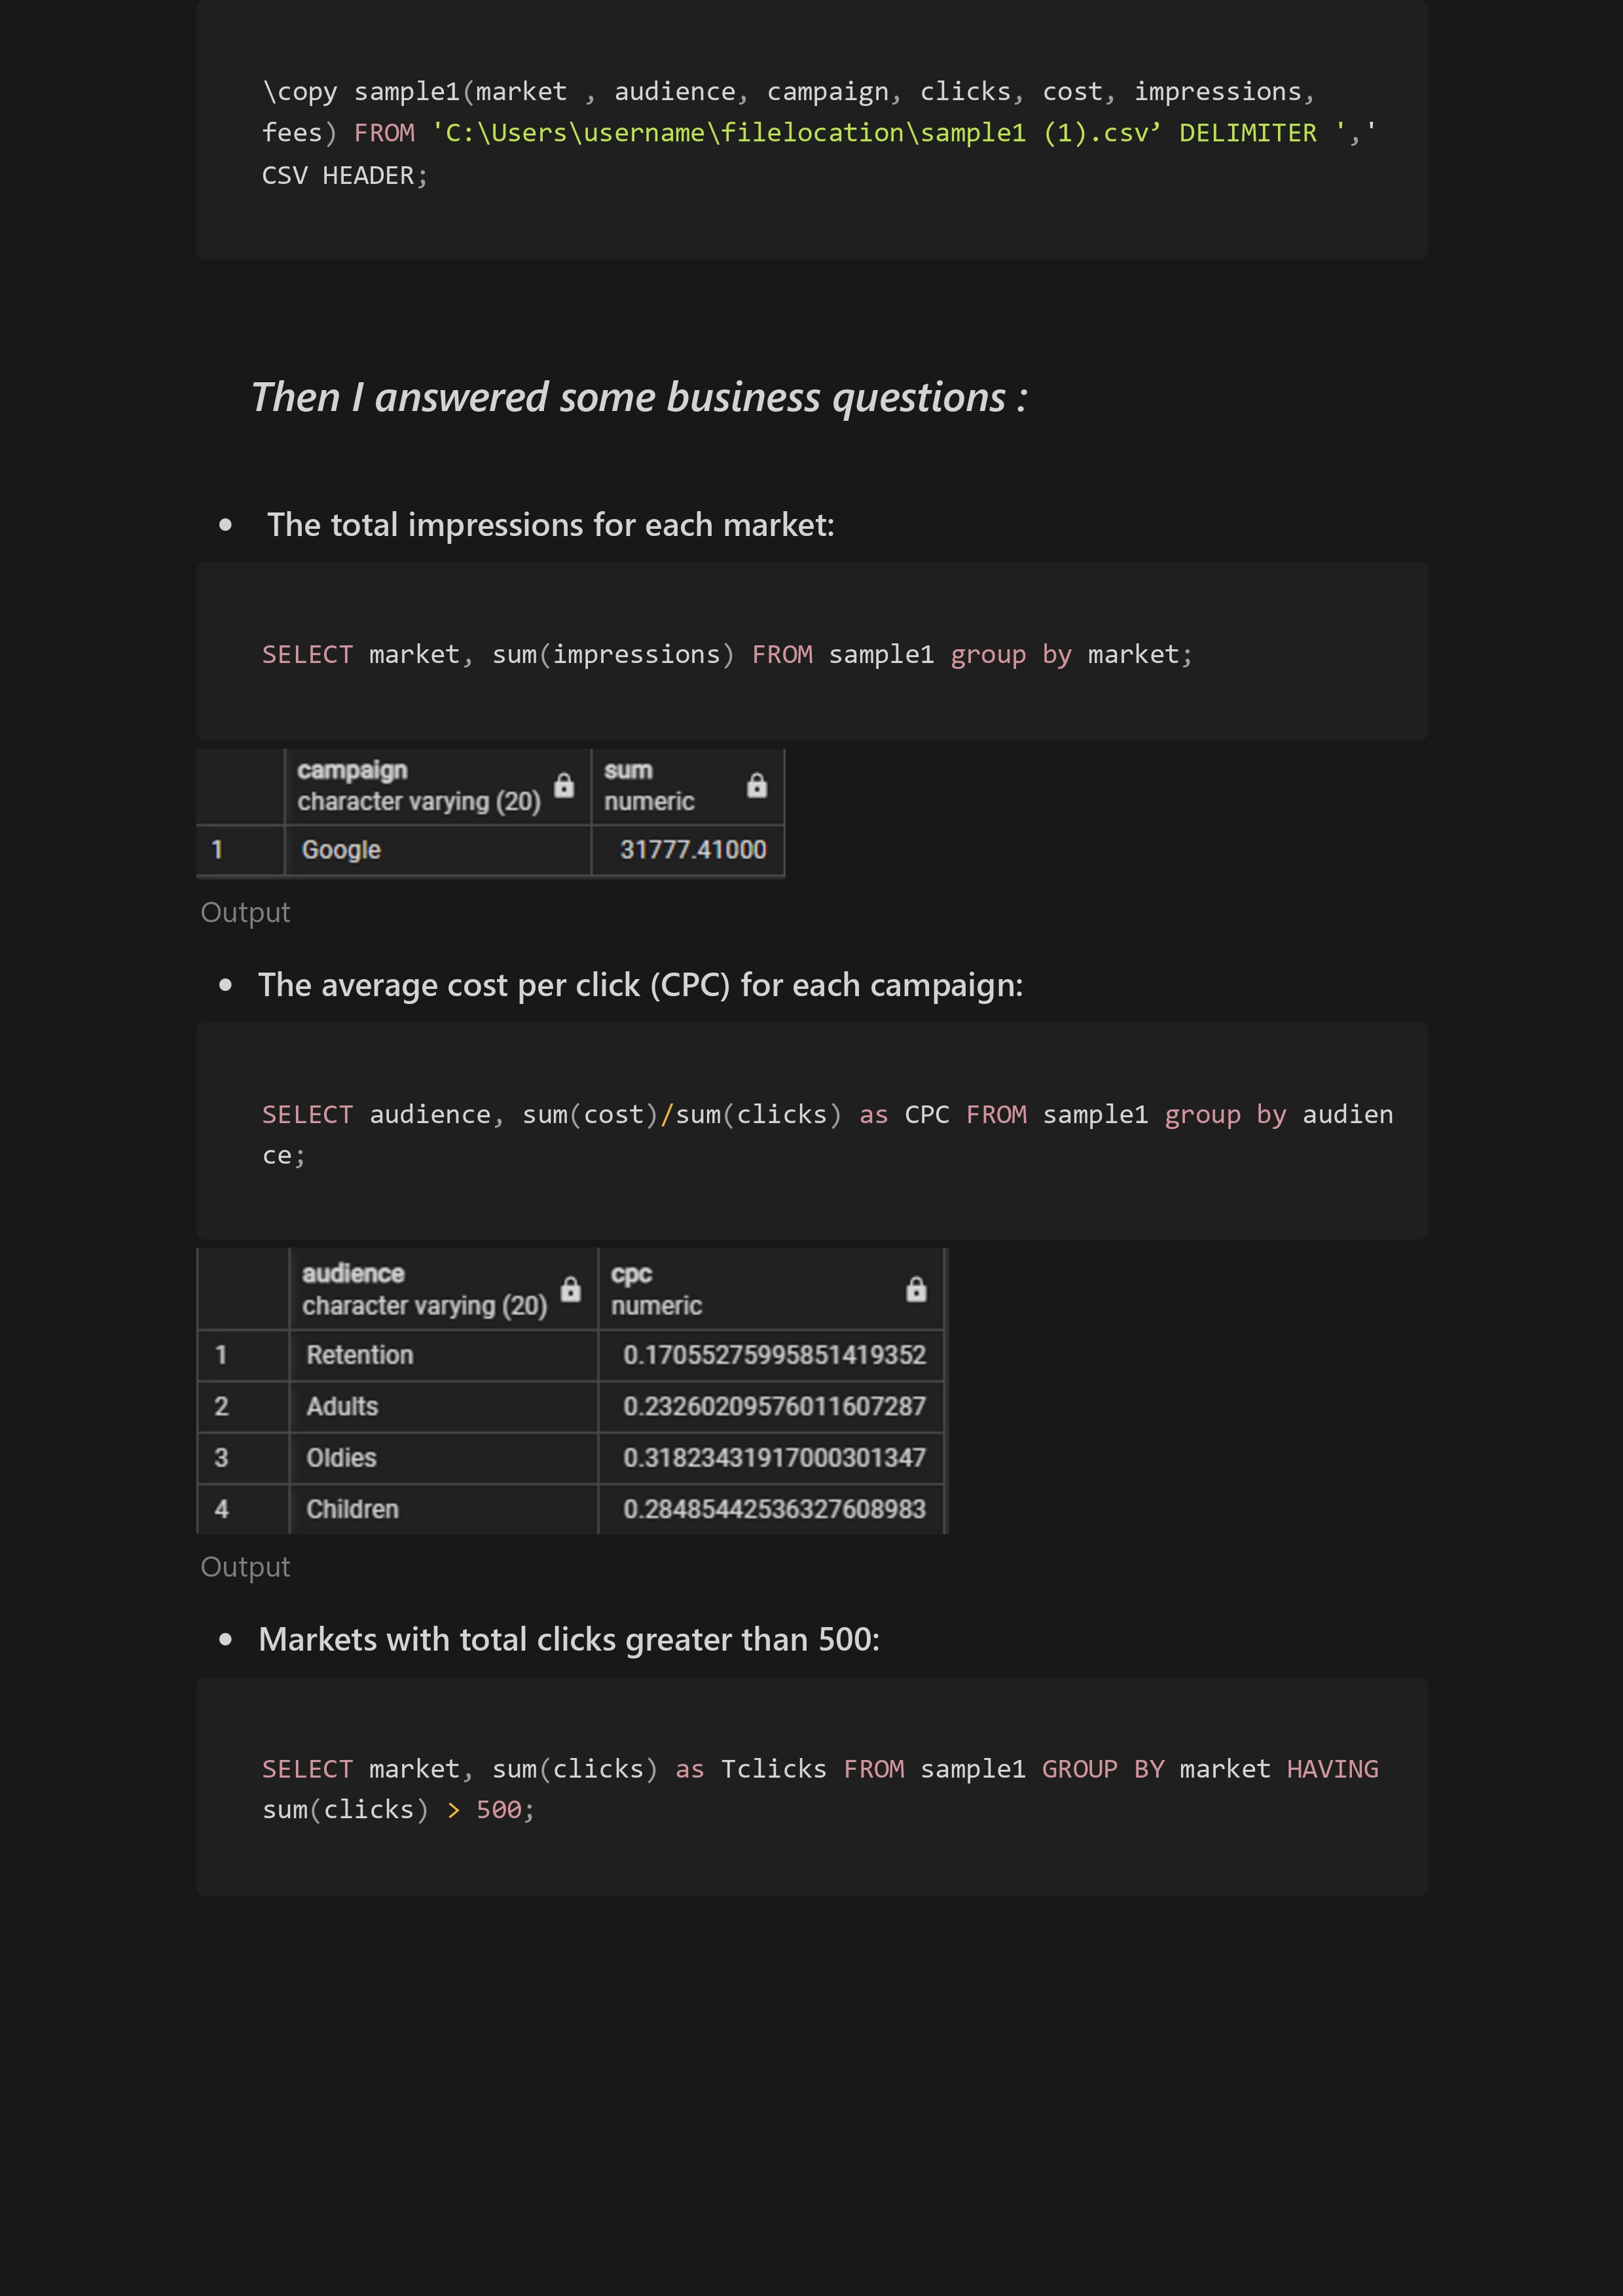 \copy sample1(market , audience, campaign, clicks, cost, impressions,
fees) FROM 'C:\Users\username\filelocation\sample1 (1).csv’ DELIMITER ','
CSV HEADER;
Then I answered some business questions :
• The total impressions for each market:
SELECT market, sum(impressions) FROM sample1 group by market;
campaign sum
character varying (20) numeric
1 Google 31777.41000
Output
• The average cost per click (CPC) for each campaign:
SELECT audience, sum(cost)/sum(clicks) as CPC FROM sample1 group by audien
ce;
audience cpc
character varying (20) numeric
1 Retention 0.17055275995851419352
2 Adults 0.23260209576011607287
3 Oldies 0.31823431917000301347
4 Children 0.28485442536327608983
Output
• Markets with total clicks greater than 500:
SELECT market, sum(clicks) as Tclicks FROM sample1 GROUP BY market HAVING
sum(clicks) > 500;